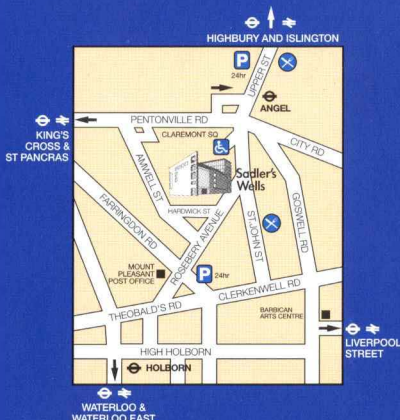 HIGHBURY AND ISLINGTON
P
24hr
UPPER ST
ANGEL
PENTONVILLE RD
KING'S
CROSS &
ST PANCRAS
CLAREMONT SQ
CITY RD
AMWELL ST
Sadler's
Wells
GOSWELL RD
HARDWICK ST
FARRINGDON RD
ROSEBERY AVENUE
ST. JOHN ST
MOUNT
PLEASANT
POST OFFICE
P
24hr
CLERKENWELL RD
THEOBALD'S RD
BARBICAN
ARTS CENTRE
LIVERPOOL
STREET
HIGH HOLBORN
HOLBORN
WATERLOO &
WATERLOO EAST